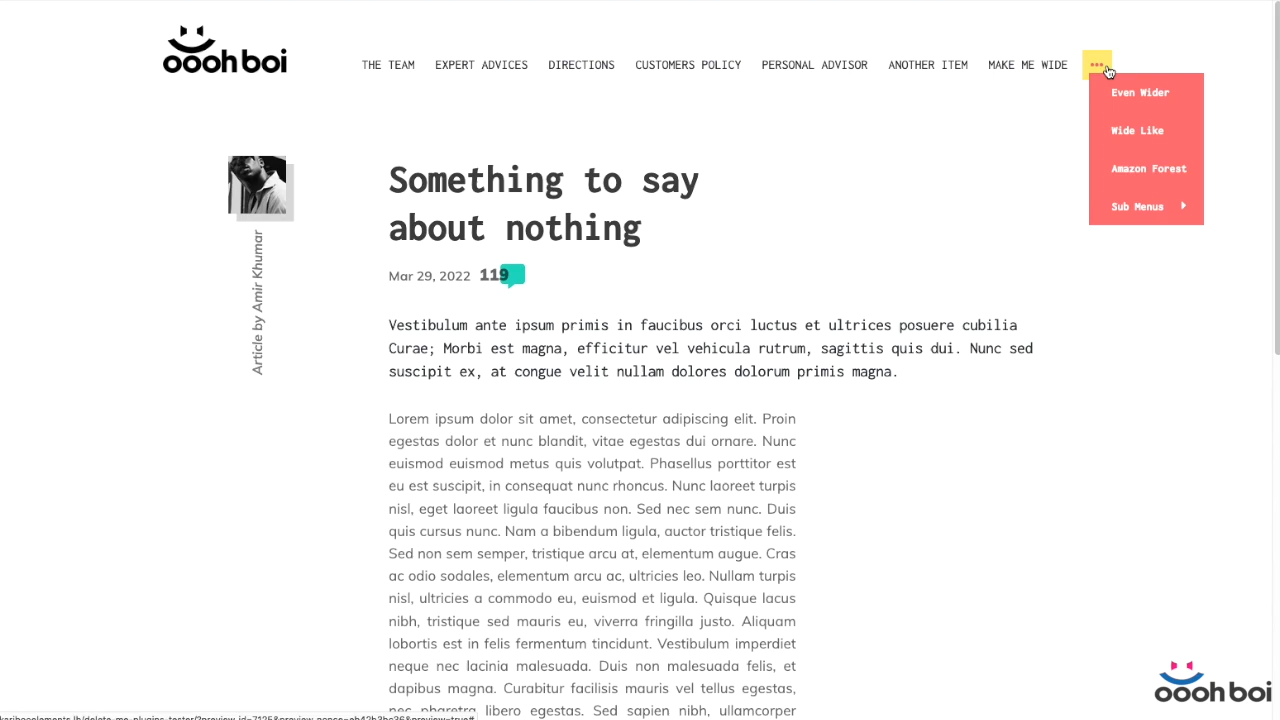 oooh boi
THE TEAM EXPERT ADVICES DIRECTIONS CUSTOMERS POLICY PERSONAL ADVISOR ANOTHER ITEM MAKE ME WIDE •••
Even Wider
Wide Like
Amazon Forest
Sub Menus
Article by Amir Khumar
Something to say
about nothing
Mar 29, 2022 119
Vestibulum ante ipsum primis in faucibus orci luctus et ultrices posuere cubilia
Curae; Morbi est magna, efficitur vel vehicula rutrum, sagittis quis dui. Nunc sed
suscipit ex, at congue velit nullam dolores dolorum primis magna.
Lorem ipsum dolor sit amet, consectetur adipiscing elit. Proin
egestas dolor et nunc blandit, vitae egestas dui ornare. Nunc
euismod euismod metus quis volutpat. Phasellus porttitor est
eu est suscipit, in consequat nunc rhoncus. Nunc laoreet turpis
nisl, eget laoreet ligula faucibus non. Sed nec sem nunc. Duis
quis cursus nunc. Nam a bibendum ligula, auctor tristique felis.
Sed non sem semper, tristique arcu at, elementum augue. Cras
ac odio sodales, elementum arcu ac, ultricies leo. Nullam turpis
nisl, ultricies a commodo eu, euismod et ligula. Quisque lacus
nibh, tristique sed mauris eu, viverra fringilla justo. Aliquam
lobortis est in felis fermentum tincidunt. Vestibulum imperdiet
neque nec lacinia malesuada. Duis non malesuada felis, et
dapibus magna. Curabitur facilisis mauris vel tellus egestas,
nec pharetra libero egestas. Sed sapien nibh, ullamcorper
oooh boi